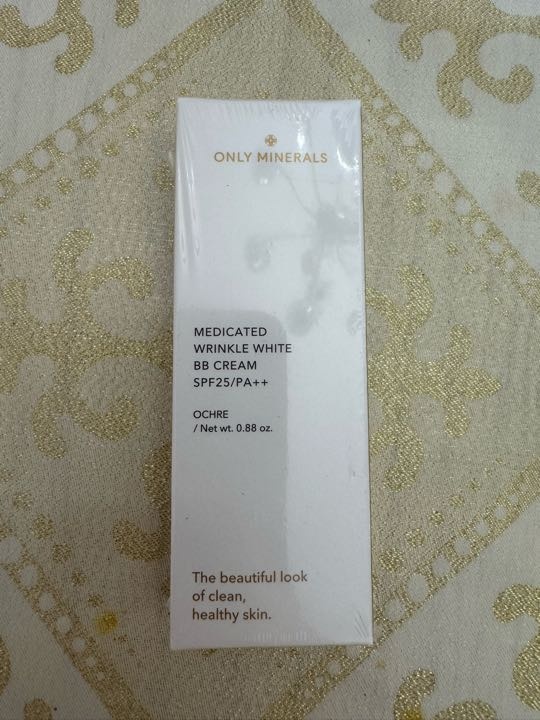 ONLY MINERALS
MEDICATED
WRINKLE WHITE
BB CREAM
SPF25/PA++
OCHRE
/ Net wt. 0.88 oz.
The beautiful look
of clean,
healthy skin.